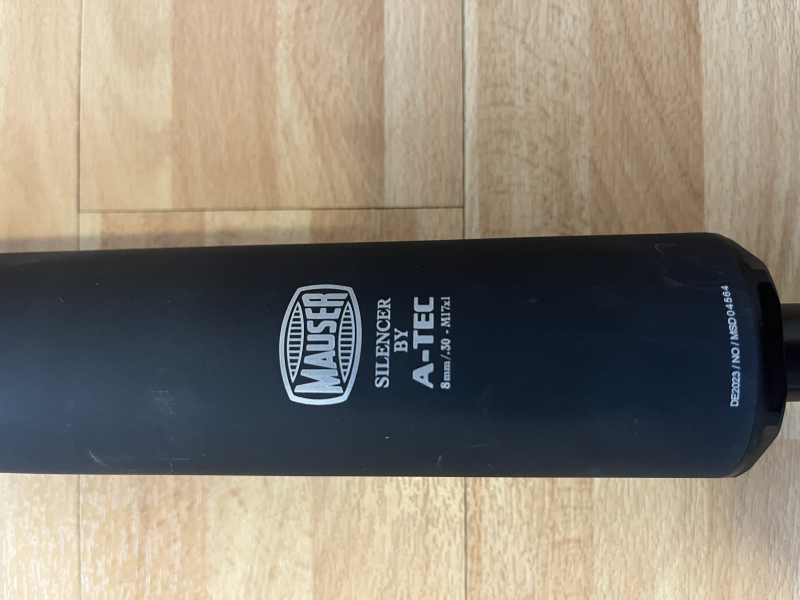 MAUSER
SILENCER
BY
A-TEC
8mm/.30 - M17x1
DE2023 / NO / MSD04564